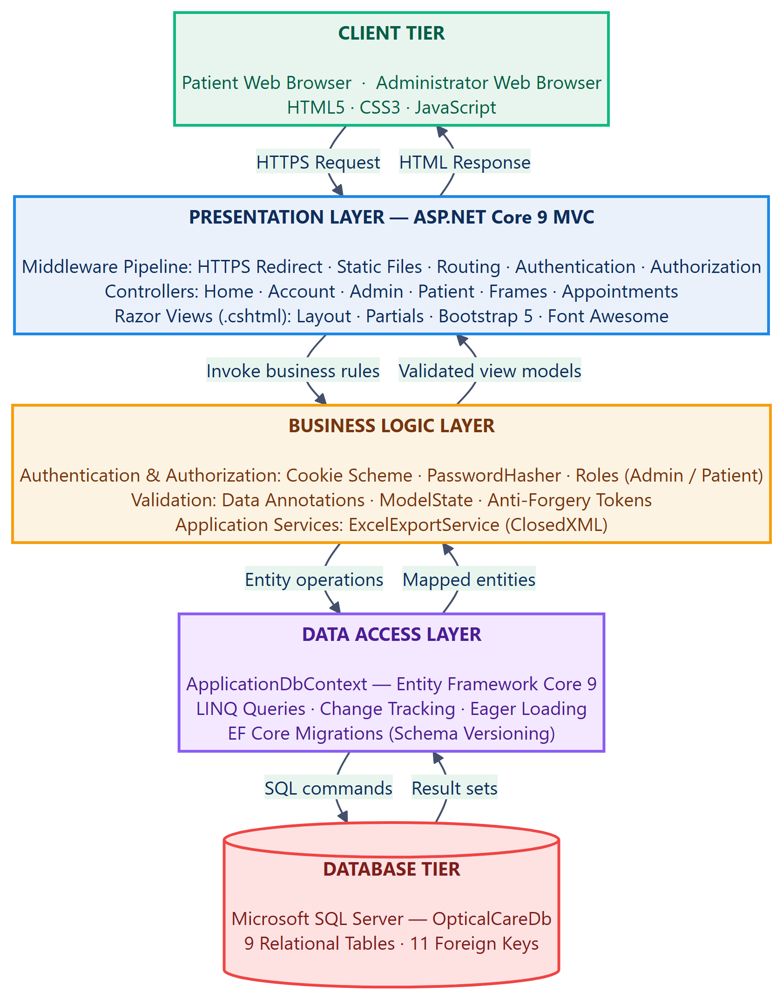 CLIENT TIER
Patient Web Browser · Administrator Web Browser
HTML5 · CSS3 · JavaScript
HTTPS Request
HTML Response
PRESENTATION LAYER — ASP.NET Core 9 MVC
Middleware Pipeline: HTTPS Redirect · Static Files · Routing · Authentication · Authorization
Controllers: Home · Account · Admin · Patient · Frames · Appointments
Razor Views (.cshtml): Layout · Partials · Bootstrap 5 · Font Awesome
Invoke business rules
Validated view models
BUSINESS LOGIC LAYER
Authentication & Authorization: Cookie Scheme · PasswordHasher · Roles (Admin / Patient)
Validation: Data Annotations · ModelState · Anti-Forgery Tokens
Application Services: ExcelExportService (ClosedXML)
Entity operations
Mapped entities
DATA ACCESS LAYER
ApplicationDbContext — Entity Framework Core 9
LINQ Queries · Change Tracking · Eager Loading
EF Core Migrations (Schema Versioning)
SQL commands
Result sets
DATABASE TIER
Microsoft SQL Server — OpticalCareDb
9 Relational Tables · 11 Foreign Keys